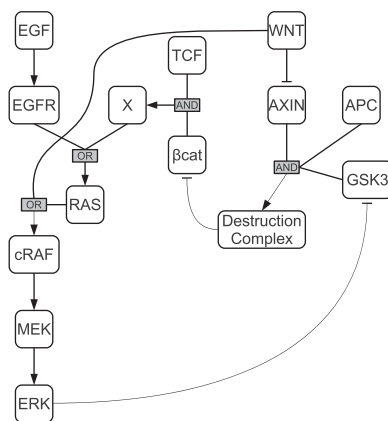 EGF
TCF
WNT
EGFR
X
AND
AXIN
APC
OR
βcat
AND
GSK3
OR
RAS
Destruction
Complex
cRAF
MEK
ERK